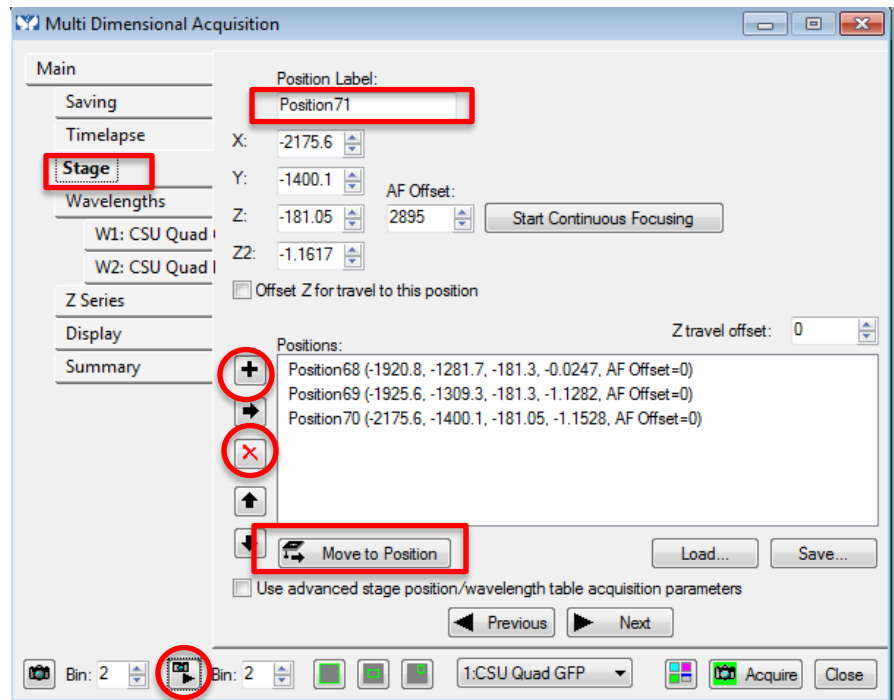 Multi Dimensional Acquisition
Main
Saving
Timelapse
Stage
Wavelengths
W1: CSU Quad
W2: CSU Quad
Z Series
Display
Summary
Position Label:
Position71
X: -2175.6
Y: -1400.1
AF Offset:
Z: -181.05 2895 Start Continuous Focusing
Z2: -1.1617
Offset Z for travel to this position
Z travel offset: 0
Positions:
Position68 (-1920.8, -1281.7, -181.3, -0.0247, AF Offset=0)
Position69 (-1925.6, -1309.3, -181.3, -1.1282, AF Offset=0)
Position70 (-2175.6, -1400.1, -181.05, -1.1528, AF Offset=0)
Move to Position Load... Save...
Use advanced stage position/wavelength table acquisition parameters
Previous Next
Bin: 2 Bin: 2 1:CSU Quad GFP Acquire Close